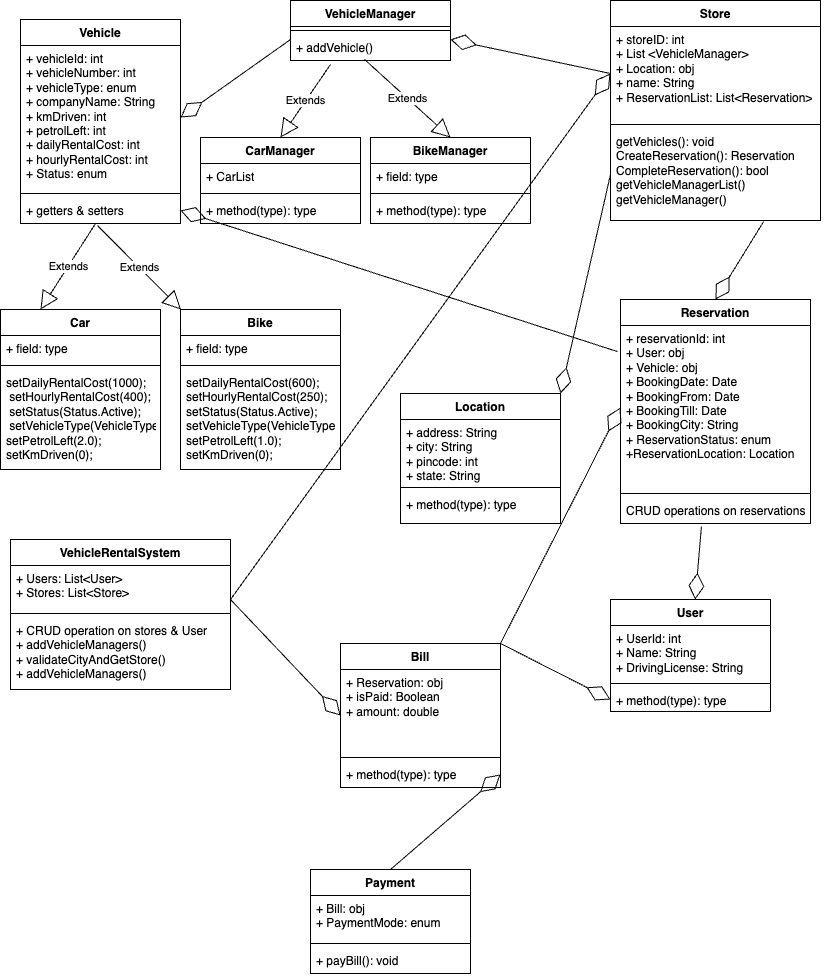 Vehicle
+ vehicleId: int
+ vehicleNumber: int
+ vehicleType: enum
+ companyName: String
+ kmDriven: int
+ petrolLeft: int
+ dailyRentalCost: int
+ hourlyRentalCost: int
+ Status: enum
+ getters & setters
VehicleManager
+ addVehicle()
Store
+ storeID: int
+ List <VehicleManager>
+ Location: obj
+ name: String
+ ReservationList: List<Reservation>
getVehicles(): void
CreateReservation(): Reservation
CompleteReservation(): bool
getVehicleManagerList()
getVehicleManager()
Extends
Extends
CarManager
+ CarList
+ method(type): type
BikeManager
+ field: type
+ method(type): type
Extends
Extends
Car
+ field: type
setDailyRentalCost(1000);
setHourlyRentalCost(400);
setStatus(Status.Active);
setVehicleType(VehicleType
setPetrolLeft(2.0);
setKmDriven(0);
Bike
+ field: type
setDailyRentalCost(600);
setHourlyRentalCost(250);
setStatus(Status.Active);
setVehicleType(VehicleType
setPetrolLeft(1.0);
setKmDriven(0);
Reservation
+ reservationId: int
+ User: obj
+ Vehicle: obj
+ BookingDate: Date
+ BookingFrom: Date
+ BookingTill: Date
+ BookingCity: String
+ ReservationStatus: enum
+ReservationLocation: Location
CRUD operations on reservations
Location
+ address: String
+ city: String
+ pincode: int
+ state: String
+ method(type): type
VehicleRentalSystem
+ Users: List<User>
+ Stores: List<Store>
+ CRUD operation on stores & User
+ addVehicleManagers()
+ validateCityAndGetStore()
+ addVehicleManagers()
User
+ UserId: int
+ Name: String
+ DrivingLicense: String
+ method(type): type
Bill
+ Reservation: obj
+ isPaid: Boolean
+ amount: double
+ method(type): type
Payment
+ Bill: obj
+ PaymentMode: enum
+ payBill(): void